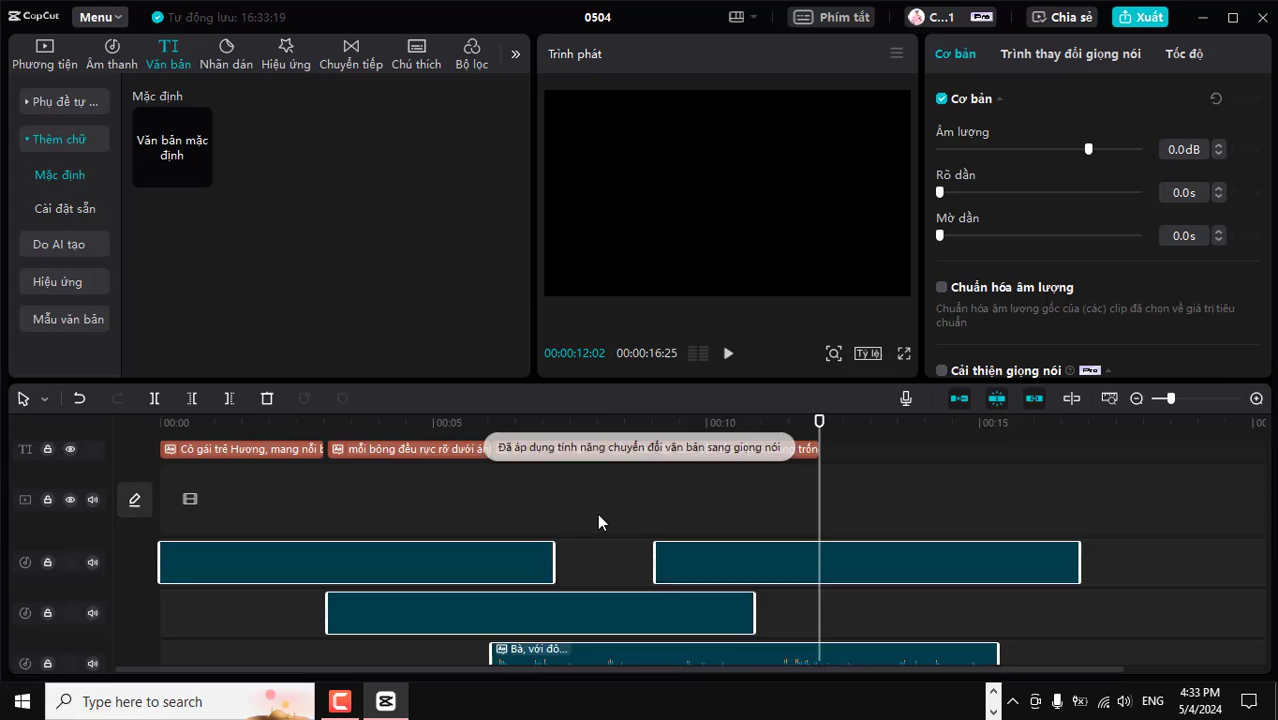 CapCut
Menu
Tự động lưu: 16:33:19
0504
Phím tắt
C...1
Pro
Chia sẻ
Xuất
Phương tiện
Âm thanh
TI
Văn bản
Nhãn dán
Hiệu ứng
Chuyển tiếp
Chú thích
Bộ lọc
»
Phụ đề tự ...
Thêm chữ
Mặc định
Cài đặt sẵn
Do AI tạo
Hiệu ứng
Mẫu văn bản
Mặc định
Văn bản mặc
định
Trình phát
00:00:12:02
00:00:16:25
Tỷ lệ
Cơ bản
Trình thay đổi giọng nói
Tốc độ
Cơ bản
Âm lượng
0.0dB
Rõ dần
0.0s
Mờ dần
0.0s
Chuẩn hóa âm lượng
Chuẩn hóa âm lượng gốc của (các) clip đã chọn về giá trị tiêu
chuẩn
Cải thiện giọng nói
Pro
00:00
00:05
00:10
00:15
TI
Cô gái trẻ Hương, mang nỗi b
mỗi bông đều rực rỡ dưới á
Đã áp dụng tính năng chuyển đổi văn bản sang giọng nói
trốn
Bà, với đô...
Type here to search
ENG
4:33 PM
5/4/2024